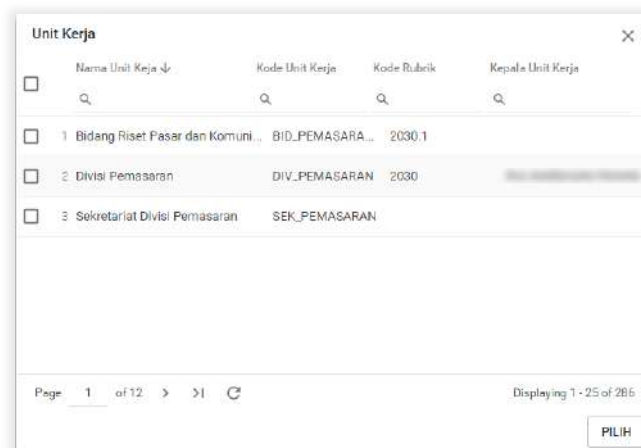 Unit Kerja
Nama Unit Keja Kode Unit Kerja Kode Rubrik Kepala Unit Kerja
1 Bidang Riset Pasar dan Komuni... BID_PEMASARA... 2030.1
2 Divisi Pemasaran DIV_PEMASARAN 2030
3 Sekretariat Divisi Pemasaran SEK_PEMASARAN
Page 1 of 12 Displaying 1 - 25 of 286
PILIH